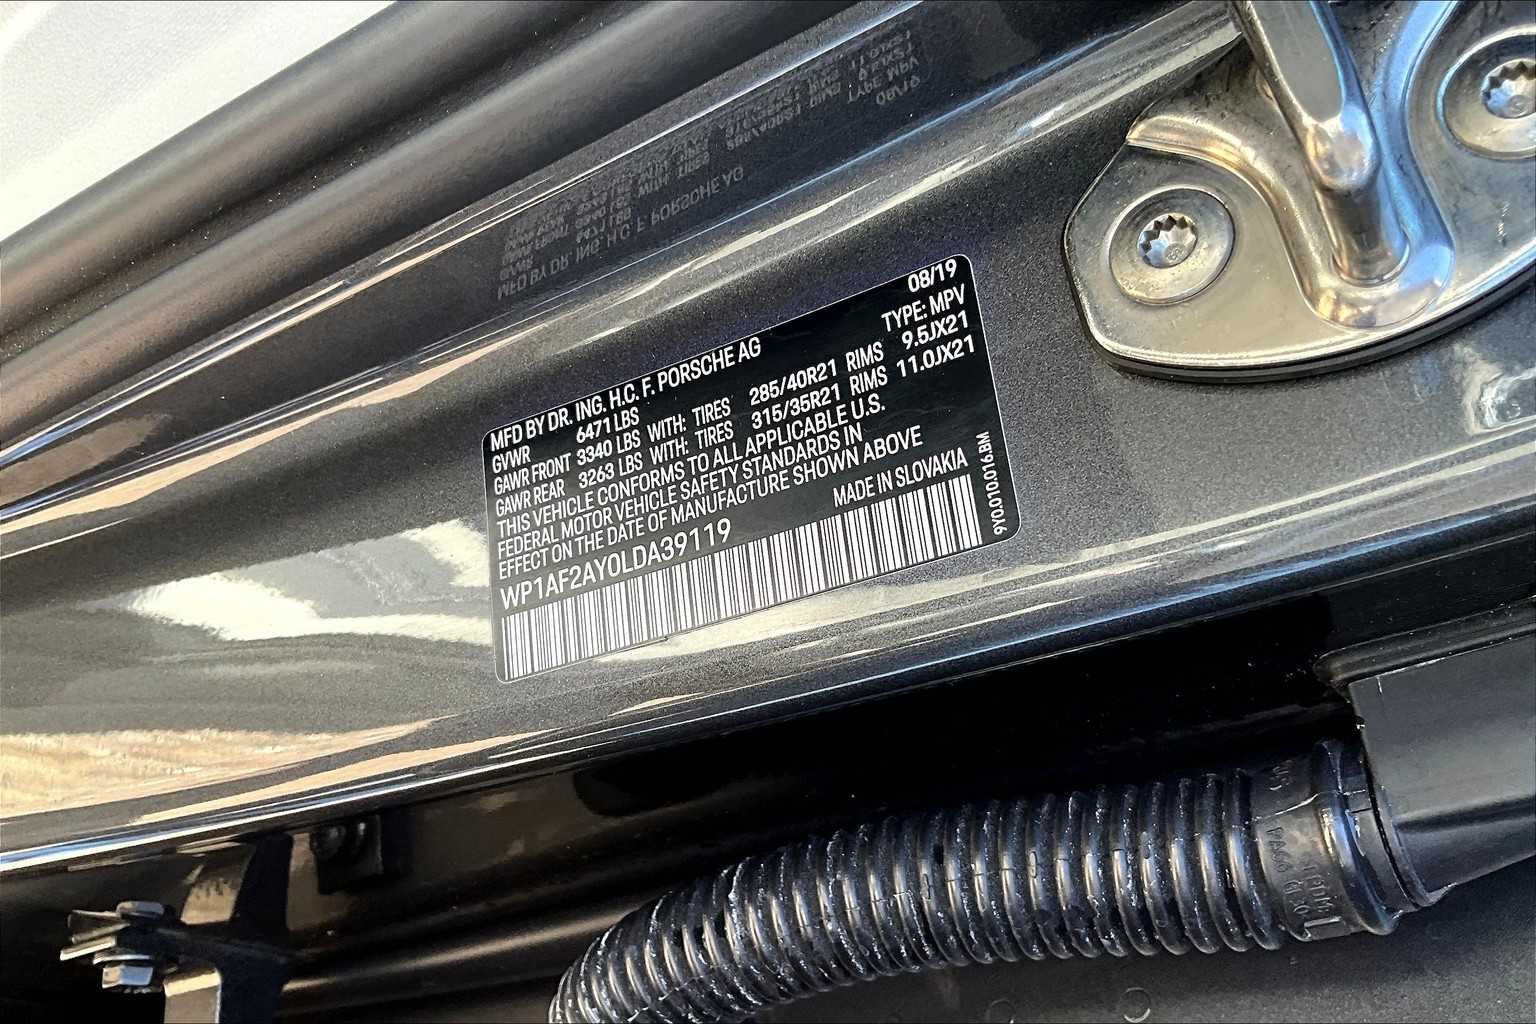 MFD BY DR. ING. H.C. F. PORSCHE AG 08/19
GVWR 6471 LBS TYPE: MPV
GAWR FRONT 3340 LBS WITH: TIRES 285/40R21 RIMS 9.5JX21
GAWR REAR 3263 LBS WITH: TIRES 315/35R21 RIMS 11.0JX21
THIS VEHICLE CONFORMS TO ALL APPLICABLE U.S.
FEDERAL MOTOR VEHICLE SAFETY STANDARDS IN
EFFECT ON THE DATE OF MANUFACTURE SHOWN ABOVE
MADE IN SLOVAKIA
WP1AF2AY0LDA39119
9Y0.010.016.BM